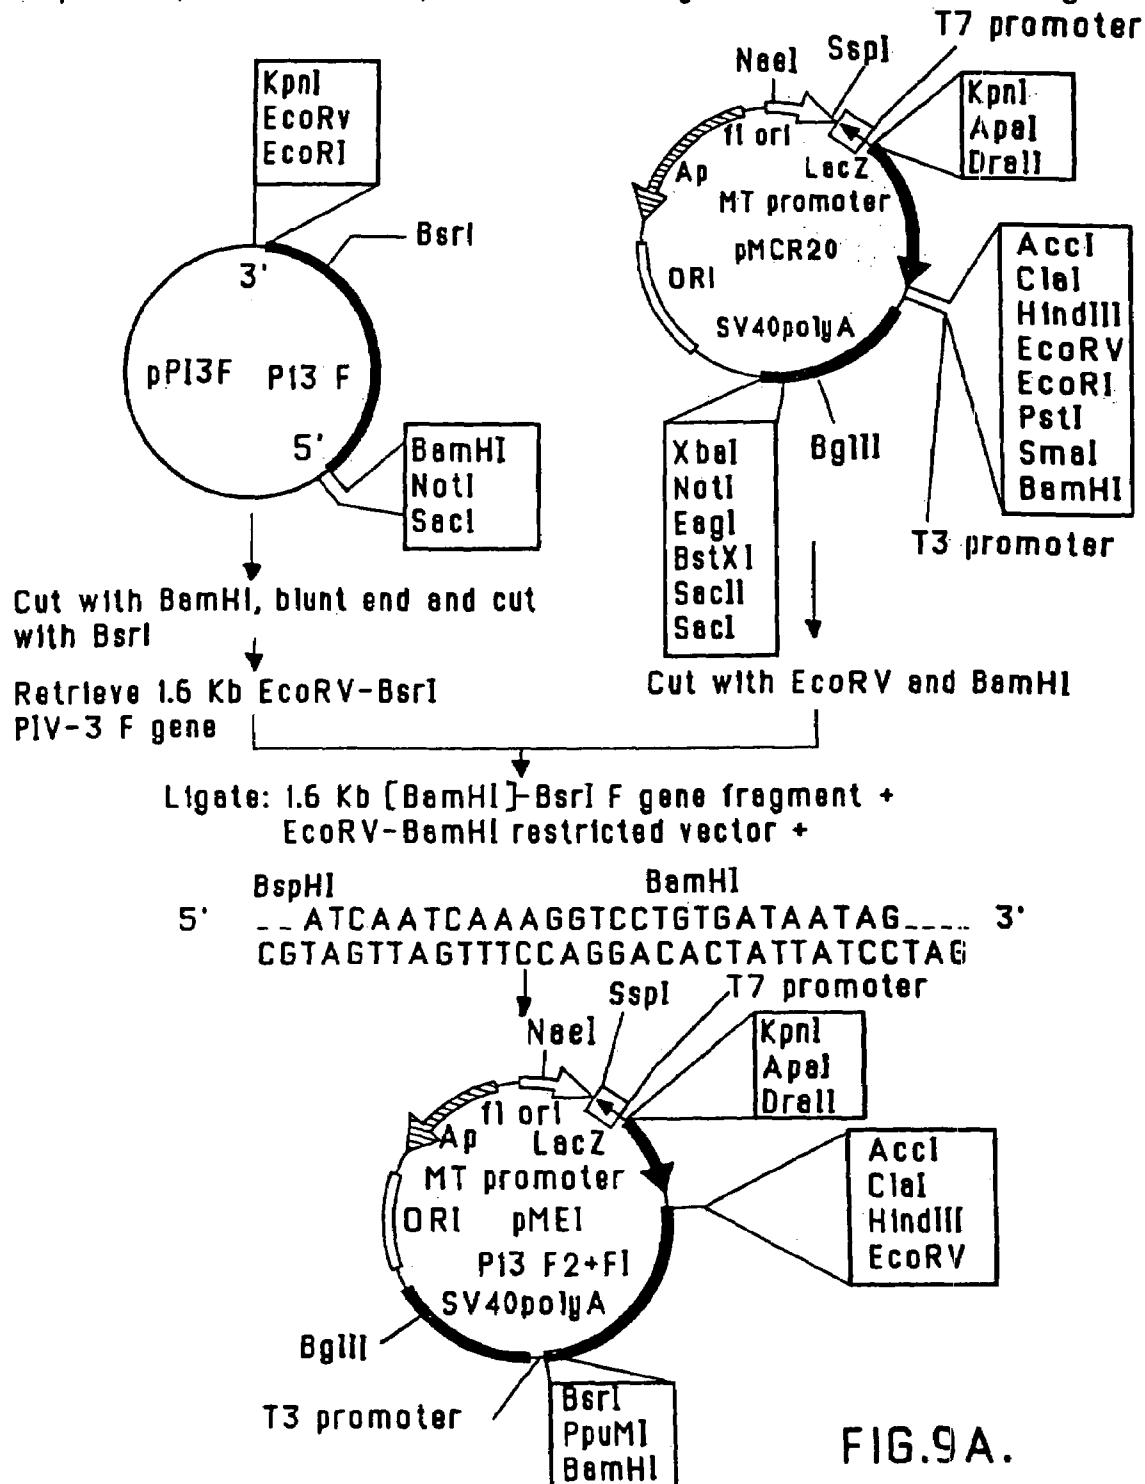 T7 promoter
SspI
NaeI
KpnI
EcoRv
EcoRI
KpnI
ApaI
DraII
f1 ori
LacZ
Ap
MT promoter
BsrI
3'
pMCR20
AccI
ClaI
HindIII
EcoRV
EcoRI
PstI
SmaI
BamHI
ORI
SV40polyA
pPI3F PI3 F
5'
BamHI
NotI
SacI
XbaI
NotI
EagI
BstXI
SacII
SacI
BglII
T3 promoter
Cut with BamHI, blunt end and cut
with BsrI
Retrieve 1.6 Kb EcoRV-BsrI
PIV-3 F gene
Cut with EcoRV and BamHI
Ligate: 1.6 Kb [BamHI]-BsrI F gene fragment +
EcoRV-BamHI restricted vector +
BspHI BamHI
5' --ATCAATCAAAGGTCCTGTGATAATAG---- 3'
CGTAGTTAGTTTCCAGGACACTATTATCCTAG
SspI
T7 promoter
NaeI
KpnI
ApaI
DraII
f1 ori
Ap
LacZ
MT promoter
AccI
ClaI
HindIII
EcoRV
ORI
pMEI
PI3 F2+FI
SV40polyA
BglII
T3 promoter
BsrI
PpuMI
BamHI
FIG.9A.